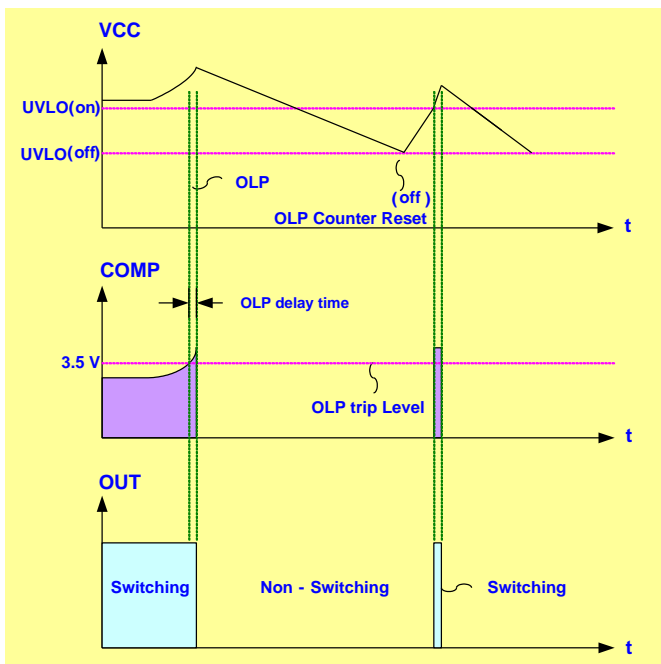 VCC
UVLO(on)
UVLO(off)
OLP
(off)
OLP Counter Reset
t
COMP
OLP delay time
3.5 V
OLP trip Level
t
OUT
Switching
Non - Switching
Switching
t